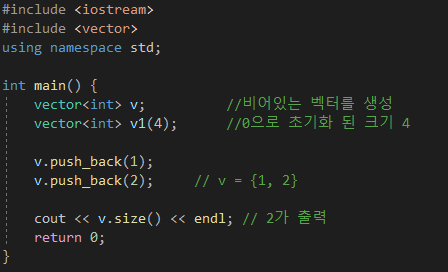 #include <iostream>
#include <vector>
using namespace std;
int main() {
vector<int> v; //비어있는 벡터를 생성
vector<int> v1(4); //0으로 초기화 된 크기 4
v.push_back(1);
v.push_back(2); // v = {1, 2}
cout << v.size() << endl; // 2가 출력
return 0;
}